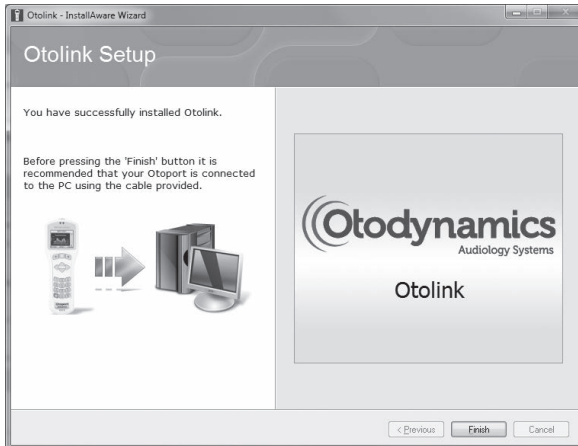 Otolink - InstallAware Wizard
Otolink Setup
You have successfully installed Otolink.
Before pressing the 'Finish' button it is
recommended that your Otoport is connected
to the PC using the cable provided.
Otodynamics
Audiology Systems
Otolink
< Previous
Finish
Cancel